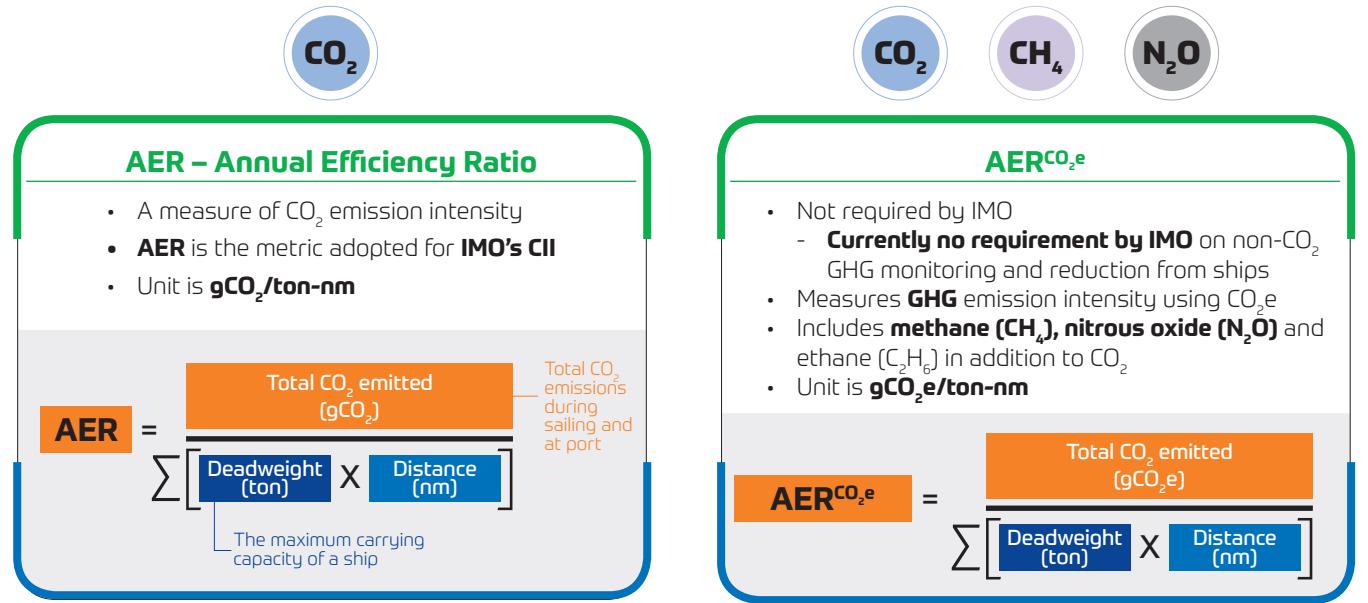 CO₂
AER – Annual Efficiency Ratio
• A measure of CO₂ emission intensity
• AER is the metric adopted for IMO's CII
• Unit is gCO₂/ton-nm
AER =
Total CO₂ emitted
(gCO₂)
Total CO₂
emissions
during
sailing and
at port
∑ [ Deadweight
(ton)
X
Distance
(nm) ]
The maximum carrying
capacity of a ship
CO₂
CH₄
N₂O
AERCO₂e
• Not required by IMO
- Currently no requirement by IMO on non-CO₂
GHG monitoring and reduction from ships
• Measures GHG emission intensity using CO₂e
• Includes methane (CH₄), nitrous oxide (N₂O) and
ethane (C₂H₆) in addition to CO₂
• Unit is gCO₂e/ton-nm
AERCO₂e =
Total CO₂ emitted
(gCO₂e)
∑ [ Deadweight
(ton)
X
Distance
(nm) ]